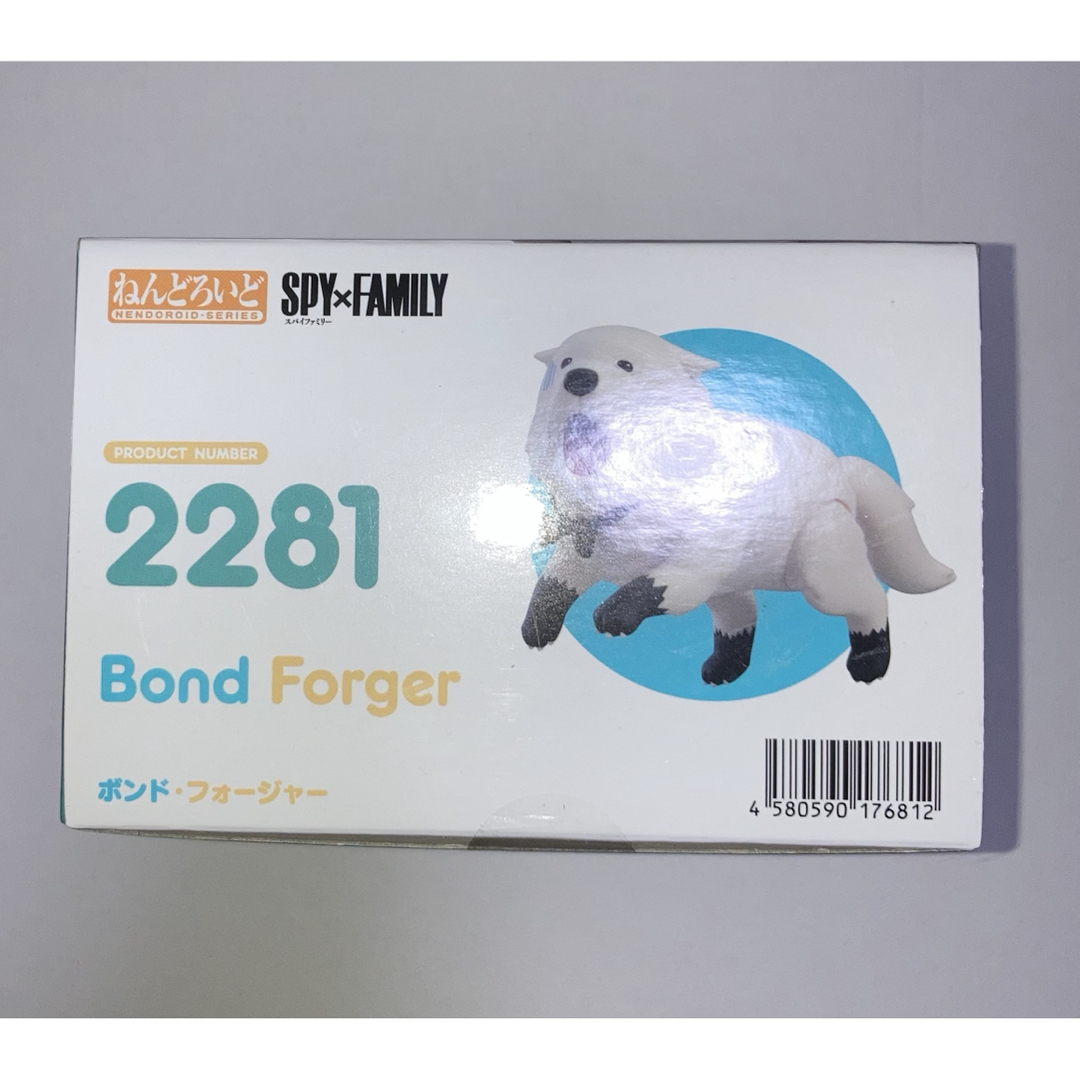 ねんどろいど
NENDOROID-SERIES
SPY×FAMILY
スパイファミリー
PRODUCT NUMBER
2281
Bond Forger
ボンド・フォージャー
4 580590 176812